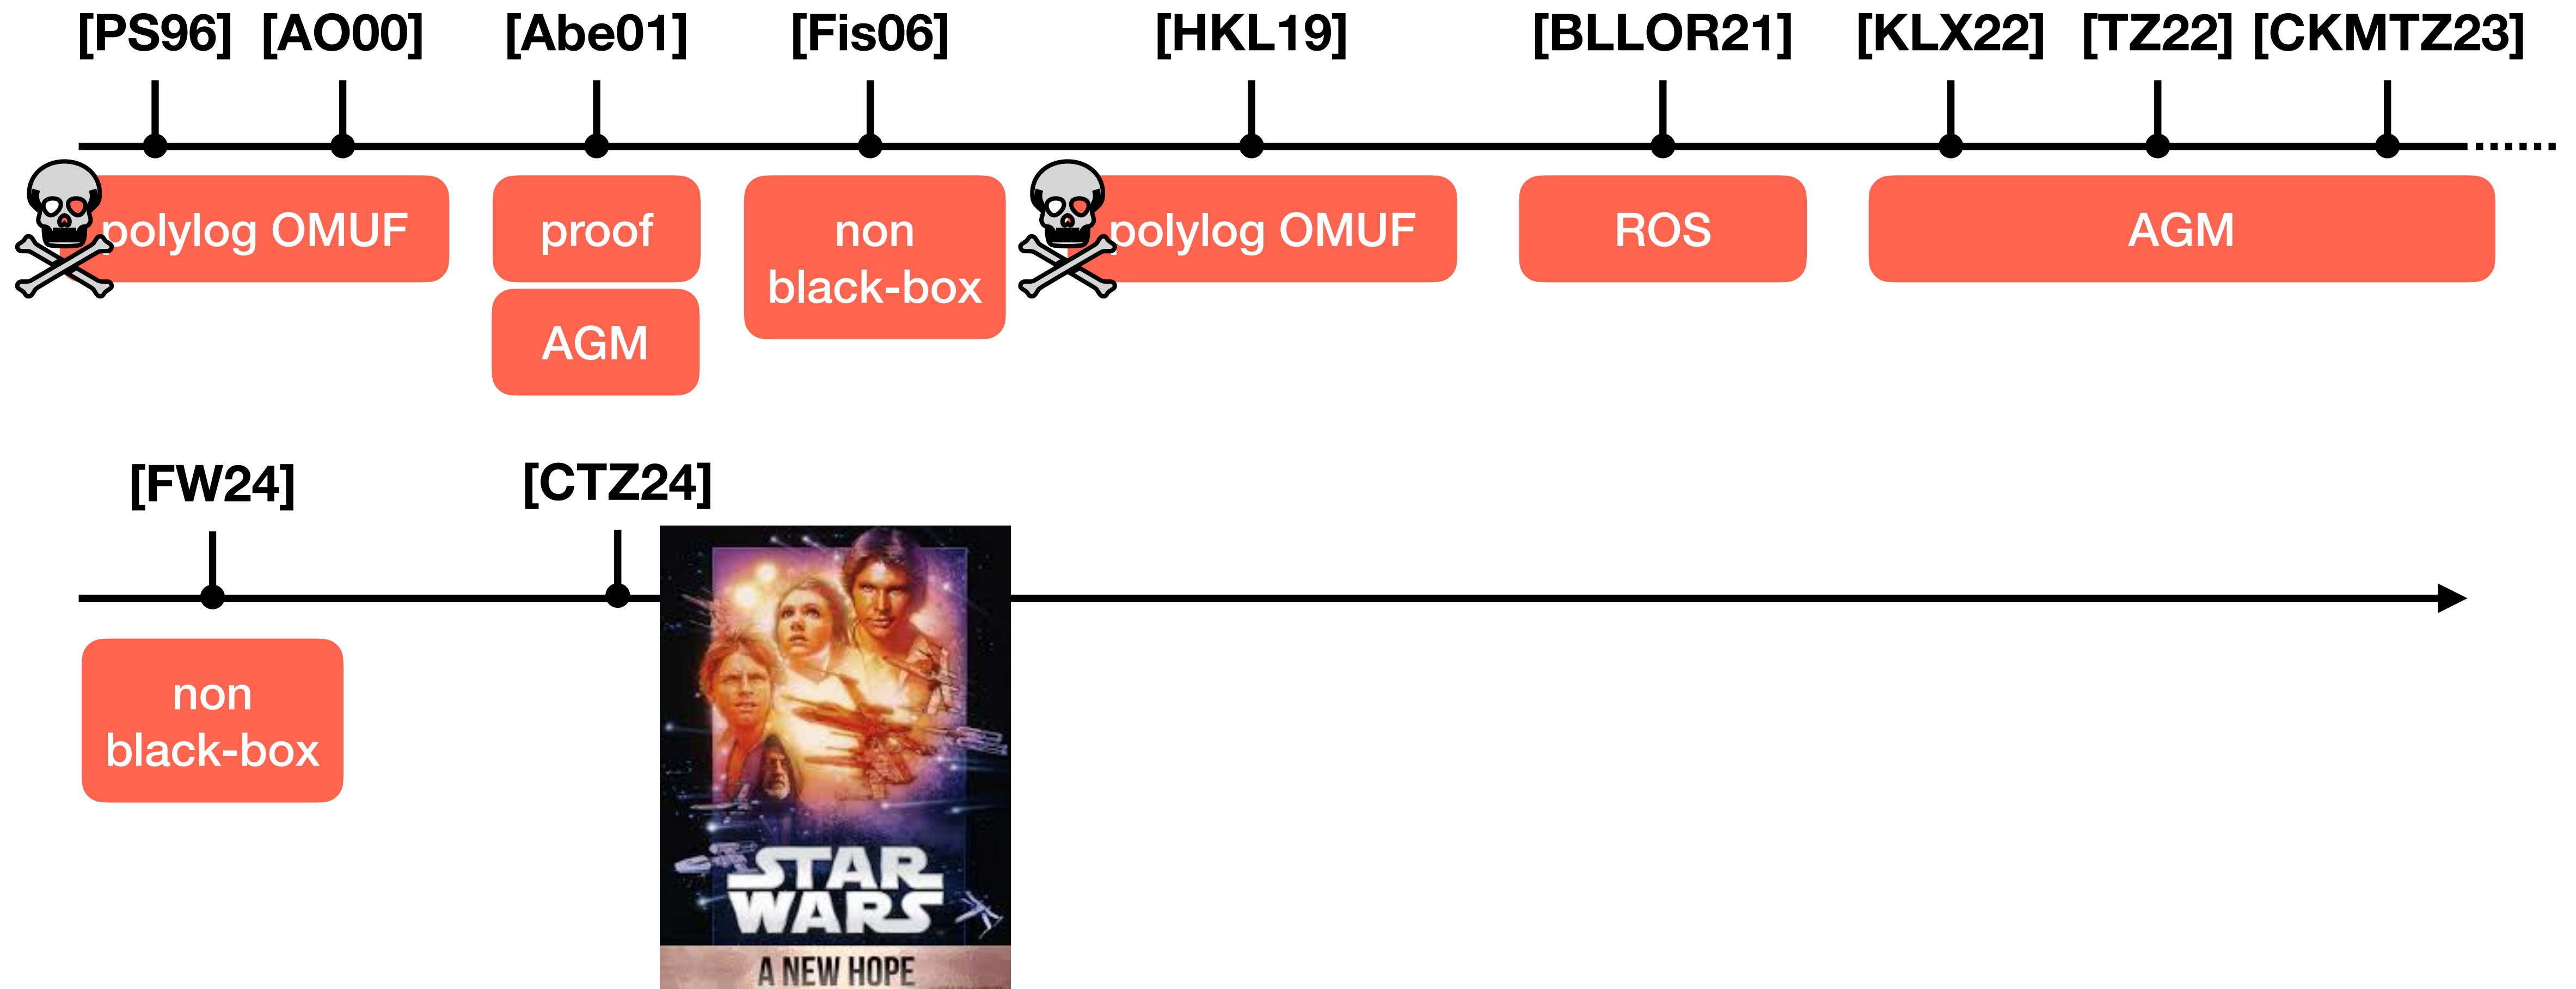 [PS96] [AO00] [Abe01] [Fis06] [HKL19] [BLLOR21] [KLX22] [TZ22] [CKMTZ23]
polylog OMUF
proof
AGM
non
black-box
polylog OMUF
ROS
AGM
[FW24] [CTZ24]
non
black-box
STAR
WARS
A NEW HOPE